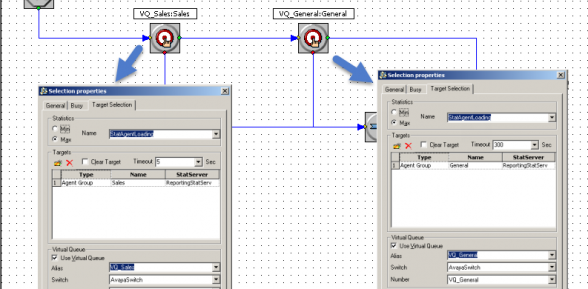 VQ_Sales:Sales
VQ_General:General
Selection properties
General Busy Target Selection
Statistics
Min
Max
Name StatAgentLoading
Targets
Clear Target Timeout 5 Sec
Type Name StatServer
Agent Group Sales ReportingStatServ
Virtual Queue
Use Virtual Queue
Alias VQ_Sales
Switch AvayaSwitch
Selection properties
General Busy Target Selection
Statistics
Min
Max
Name StatAgentLoading
Targets
Clear Target Timeout 300 Sec
Type Name StatServer
Agent Group General ReportingStatServ
Virtual Queue
Use Virtual Queue
Alias VQ_General
Switch AvayaSwitch
Number VQ_General